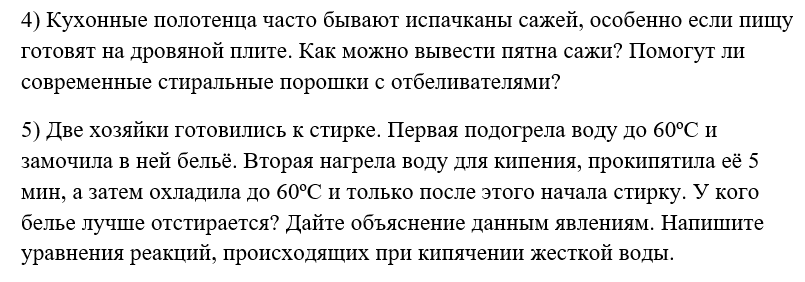 4) Кухонные полотенца часто бывают испачканы сажей, особенно если пищу
готовят на дровяной плите. Как можно вывести пятна сажи? Помогут ли
современные стиральные порошки с отбеливателями?
5) Две хозяйки готовились к стирке. Первая подогрела воду до 60ºС и
замочила в ней бельё. Вторая нагрела воду для кипения, прокипятила её 5
мин, а затем охладила до 60ºС и только после этого начала стирку. У кого
белье лучше отстирается? Дайте объяснение данным явлениям. Напишите
уравнения реакций, происходящих при кипячении жесткой воды.